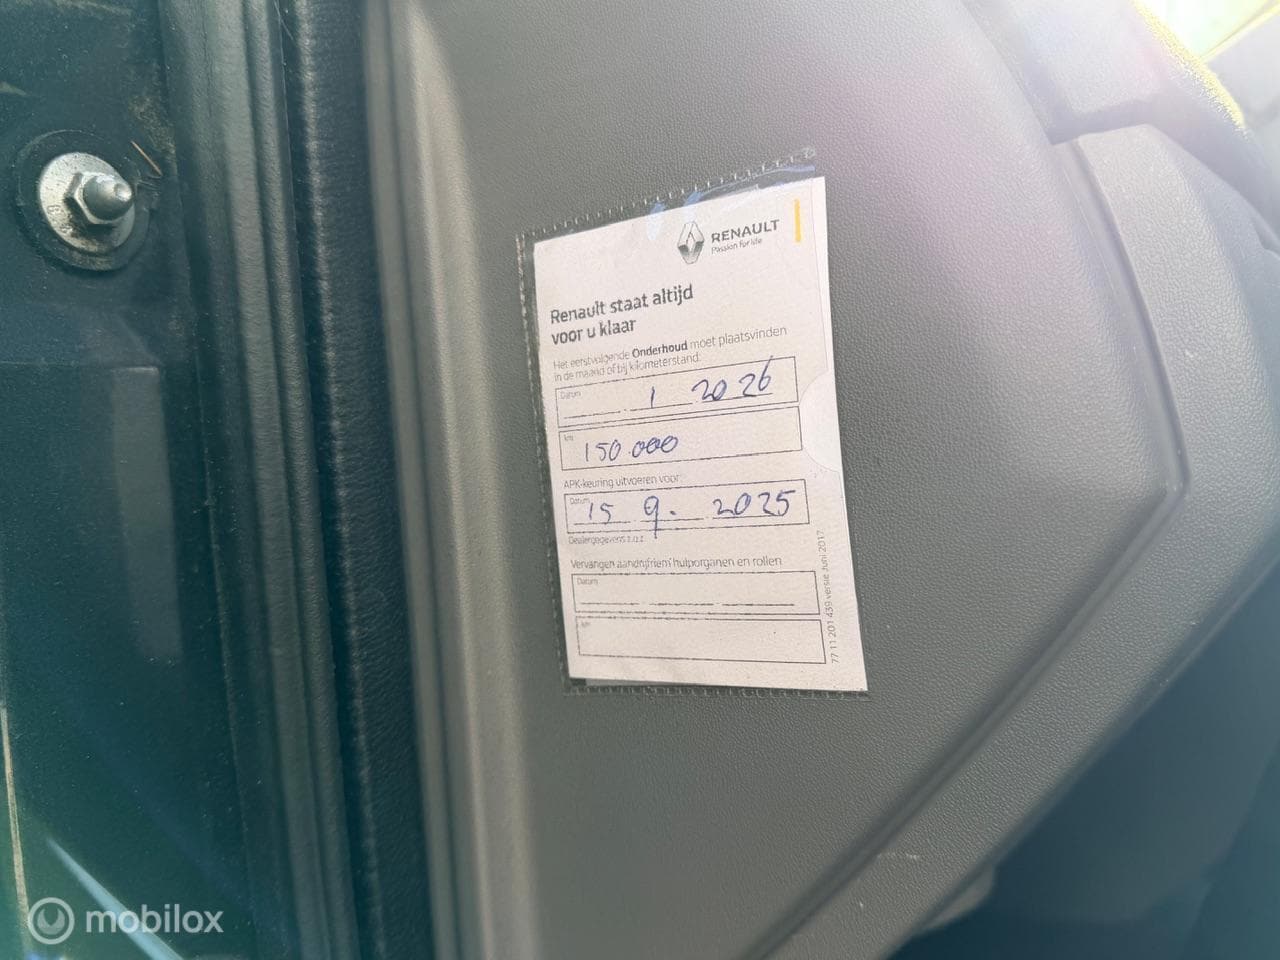 RENAULT
Passion for life
Renault staat altijd
voor u klaar
Het eerstvolgende Onderhoud moet plaatsvinden
in de maand of bij kilometerstand:
Datum
1 2026
km
150.000
APK-keuring uitvoeren voor:
Datum
15 9. 2025
Dealergegevens z.o.z.
Vervangen aandrijfriem hulporganen en rollen
Datum
km
77 11 201 439 versie Juni 2017
mobilox